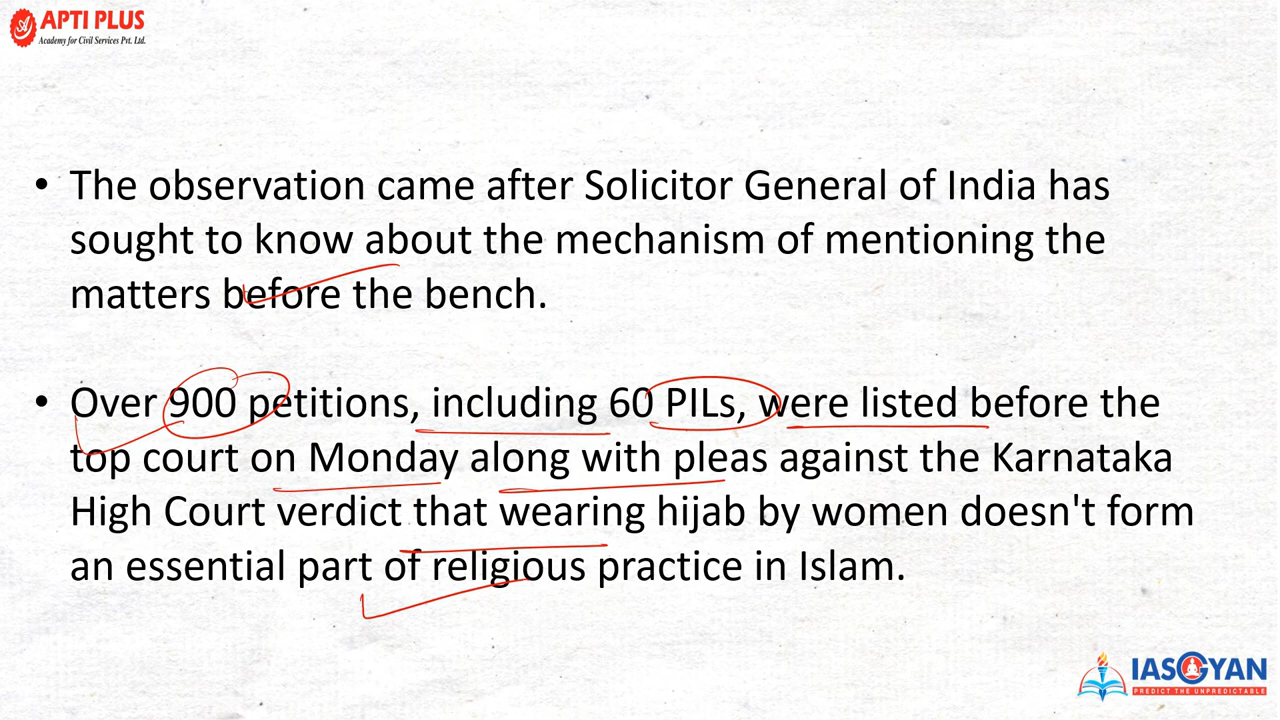 APTI PLUS
Academy for Civil Services Pvt. Ltd.
• The observation came after Solicitor General of India has
sought to know about the mechanism of mentioning the
matters before the bench.
• Over 900 petitions, including 60 PILs, were listed before the
top court on Monday along with pleas against the Karnataka
High Court verdict that wearing hijab by women doesn't form
an essential part of religious practice in Islam.
IASGYAN
PREDICT THE UNPREDICTABLE